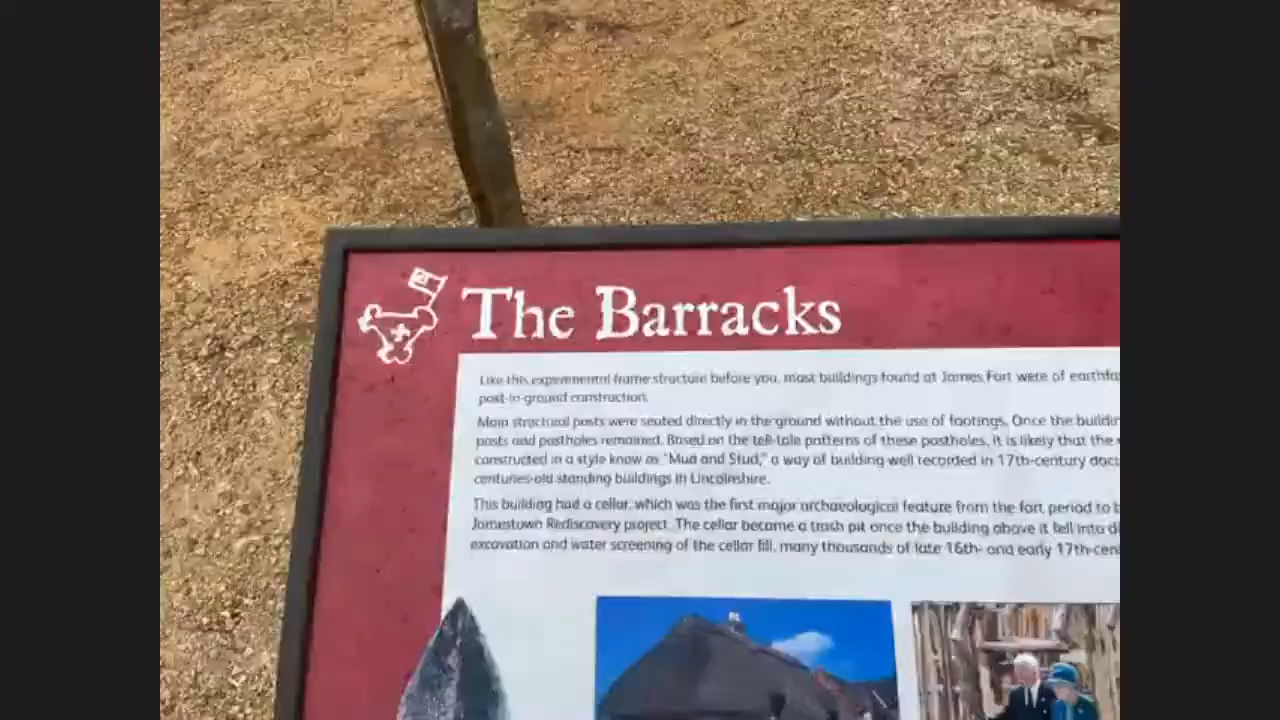 The Barracks
Like this experimental frame structure before you, most buildings found at James Fort were of earthfa
post-in-ground construction.
Main structural posts were seated directly in the ground without the use of footings. Once the buildin
posts and postholes remained. Based on the tell-tale patterns of these postholes, it is likely that the
constructed in a style know as "Mud and Stud," a way of building well recorded in 17th-century doc
centuries-old standing buildings in Lincolnshire.
This building had a cellar, which was the first major archaeological feature from the fort period to b
Jamestown Rediscovery project. The cellar became a trash pit once the building above it fell into d
excavation and water screening of the cellar fill, many thousands of late 16th- and early 17th-cen